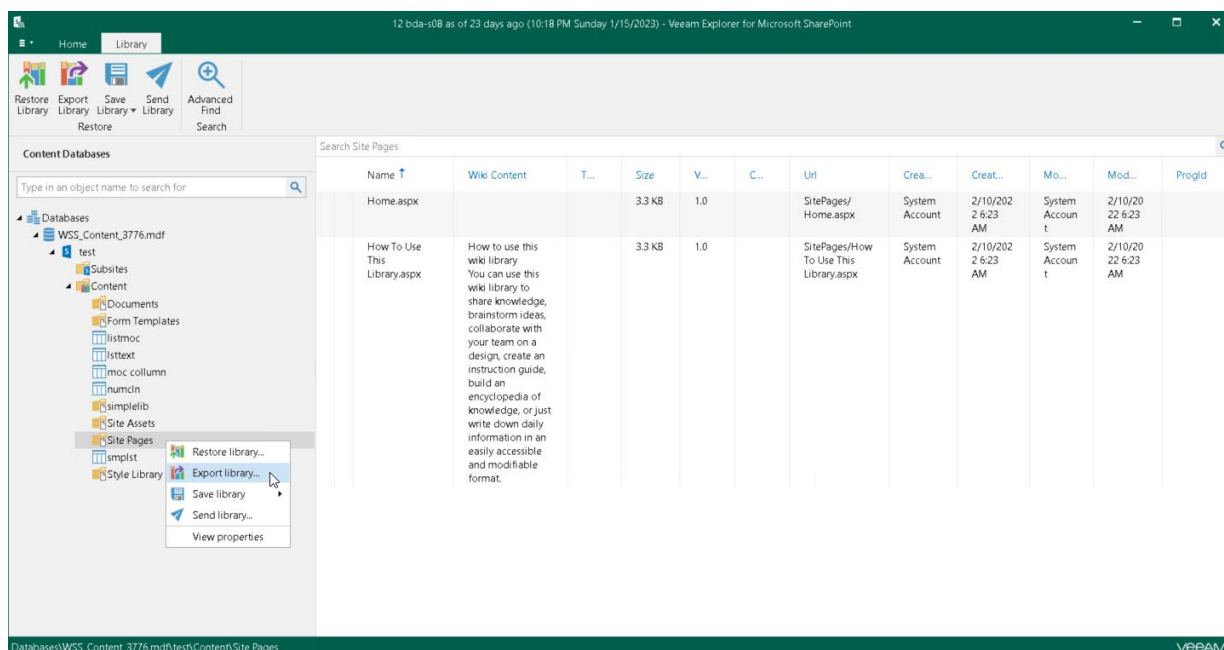 12 bda-s08 as of 23 days ago (10:18 PM Sunday 1/15/2023) - Veeam Explorer for Microsoft SharePoint
Home Library
Restore Export Save Send Advanced
Library Library Library Library Find
Restore Search
Content Databases
Type in an object name to search for
Databases
WSS_Content_3776.mdf
test
Subsites
Content
Documents
Form Templates
listmoc
lsttext
moc collumn
numcln
simplelib
Site Assets
Site Pages
smplst
Style Library
Restore library...
Export library...
Save library
Send library...
View properties
Search Site Pages
Name Wiki Content T... Size V... C... Url Crea... Creat... Mo... Mod... ProgId
Home.aspx 3.3 KB 1.0 SitePages/ System 2/10/202 System 2/10/20
Home.aspx Account 2 6:23 Accoun 22 6:23
AM t AM
How To Use How to use this 3.3 KB 1.0 SitePages/How System 2/10/202 System 2/10/20
This wiki library To Use This Account 2 6:23 Accoun 22 6:23
Library.aspx You can use this Library.aspx AM t AM
wiki library to
share knowledge,
brainstorm ideas,
collaborate with
your team on a
design, create an
instruction guide,
build an
encyclopedia of
knowledge, or just
write down daily
information in an
easily accessible
and modifiable
format.
Databases\WSS_Content_3776.mdf\test\Content\Site Pages
veeAM